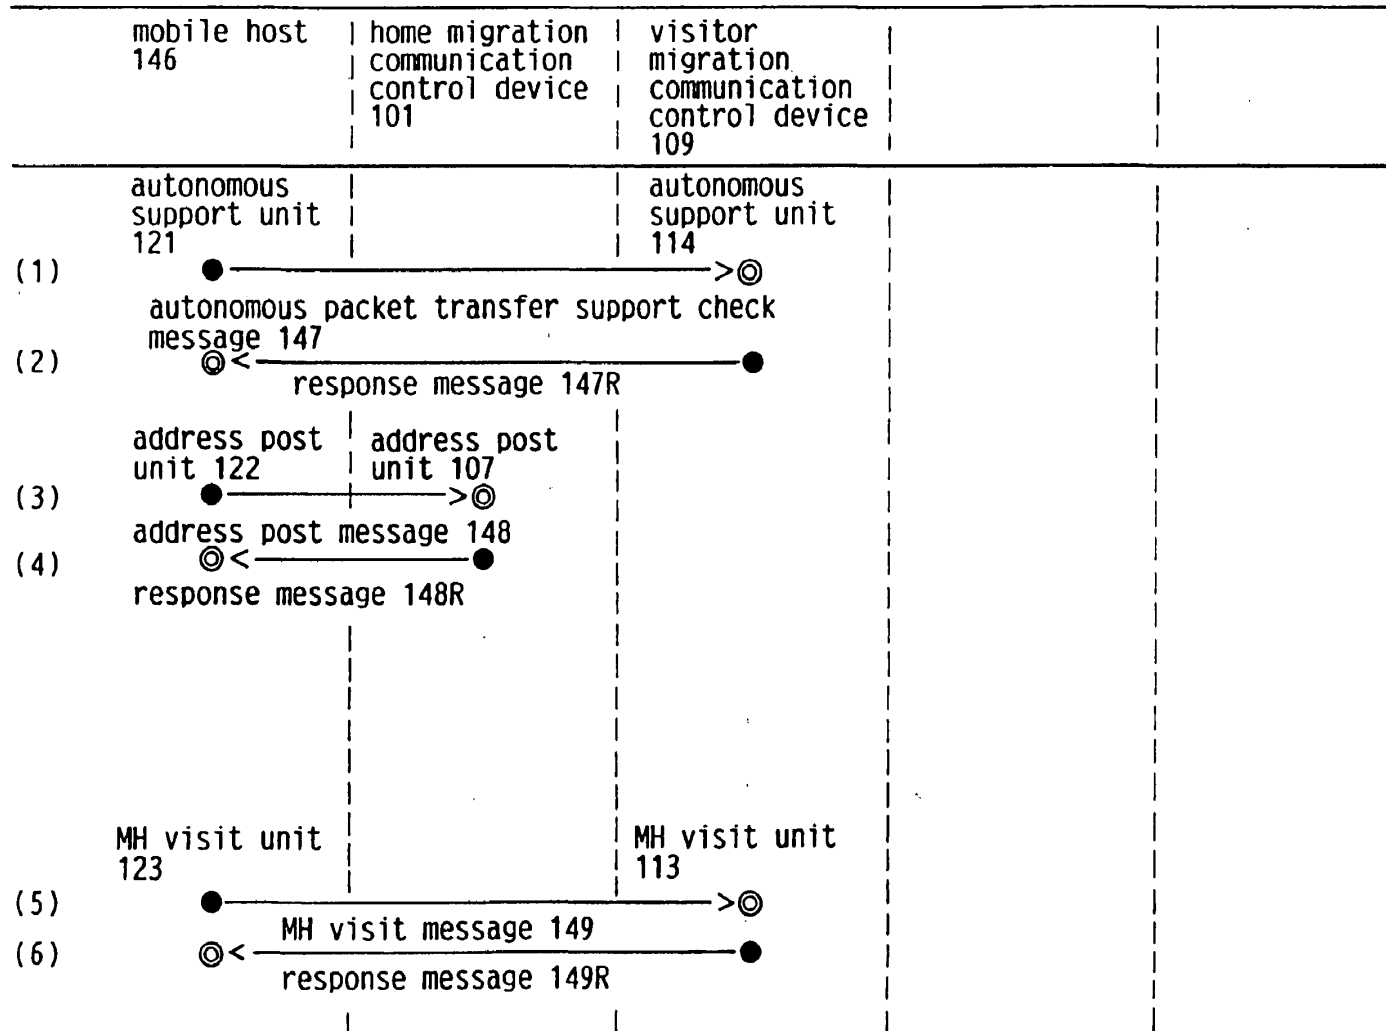 mobile host
146
home migration
communication
control device
101
visitor
migration
communication
control device
109
autonomous
support unit
121
autonomous
support unit
114
(1)
autonomous packet transfer support check
message 147
(2)
response message 147R
address post
unit 122
address post
unit 107
(3)
address post message 148
(4)
response message 148R
MH visit unit
123
MH visit unit
113
(5)
MH visit message 149
(6)
response message 149R